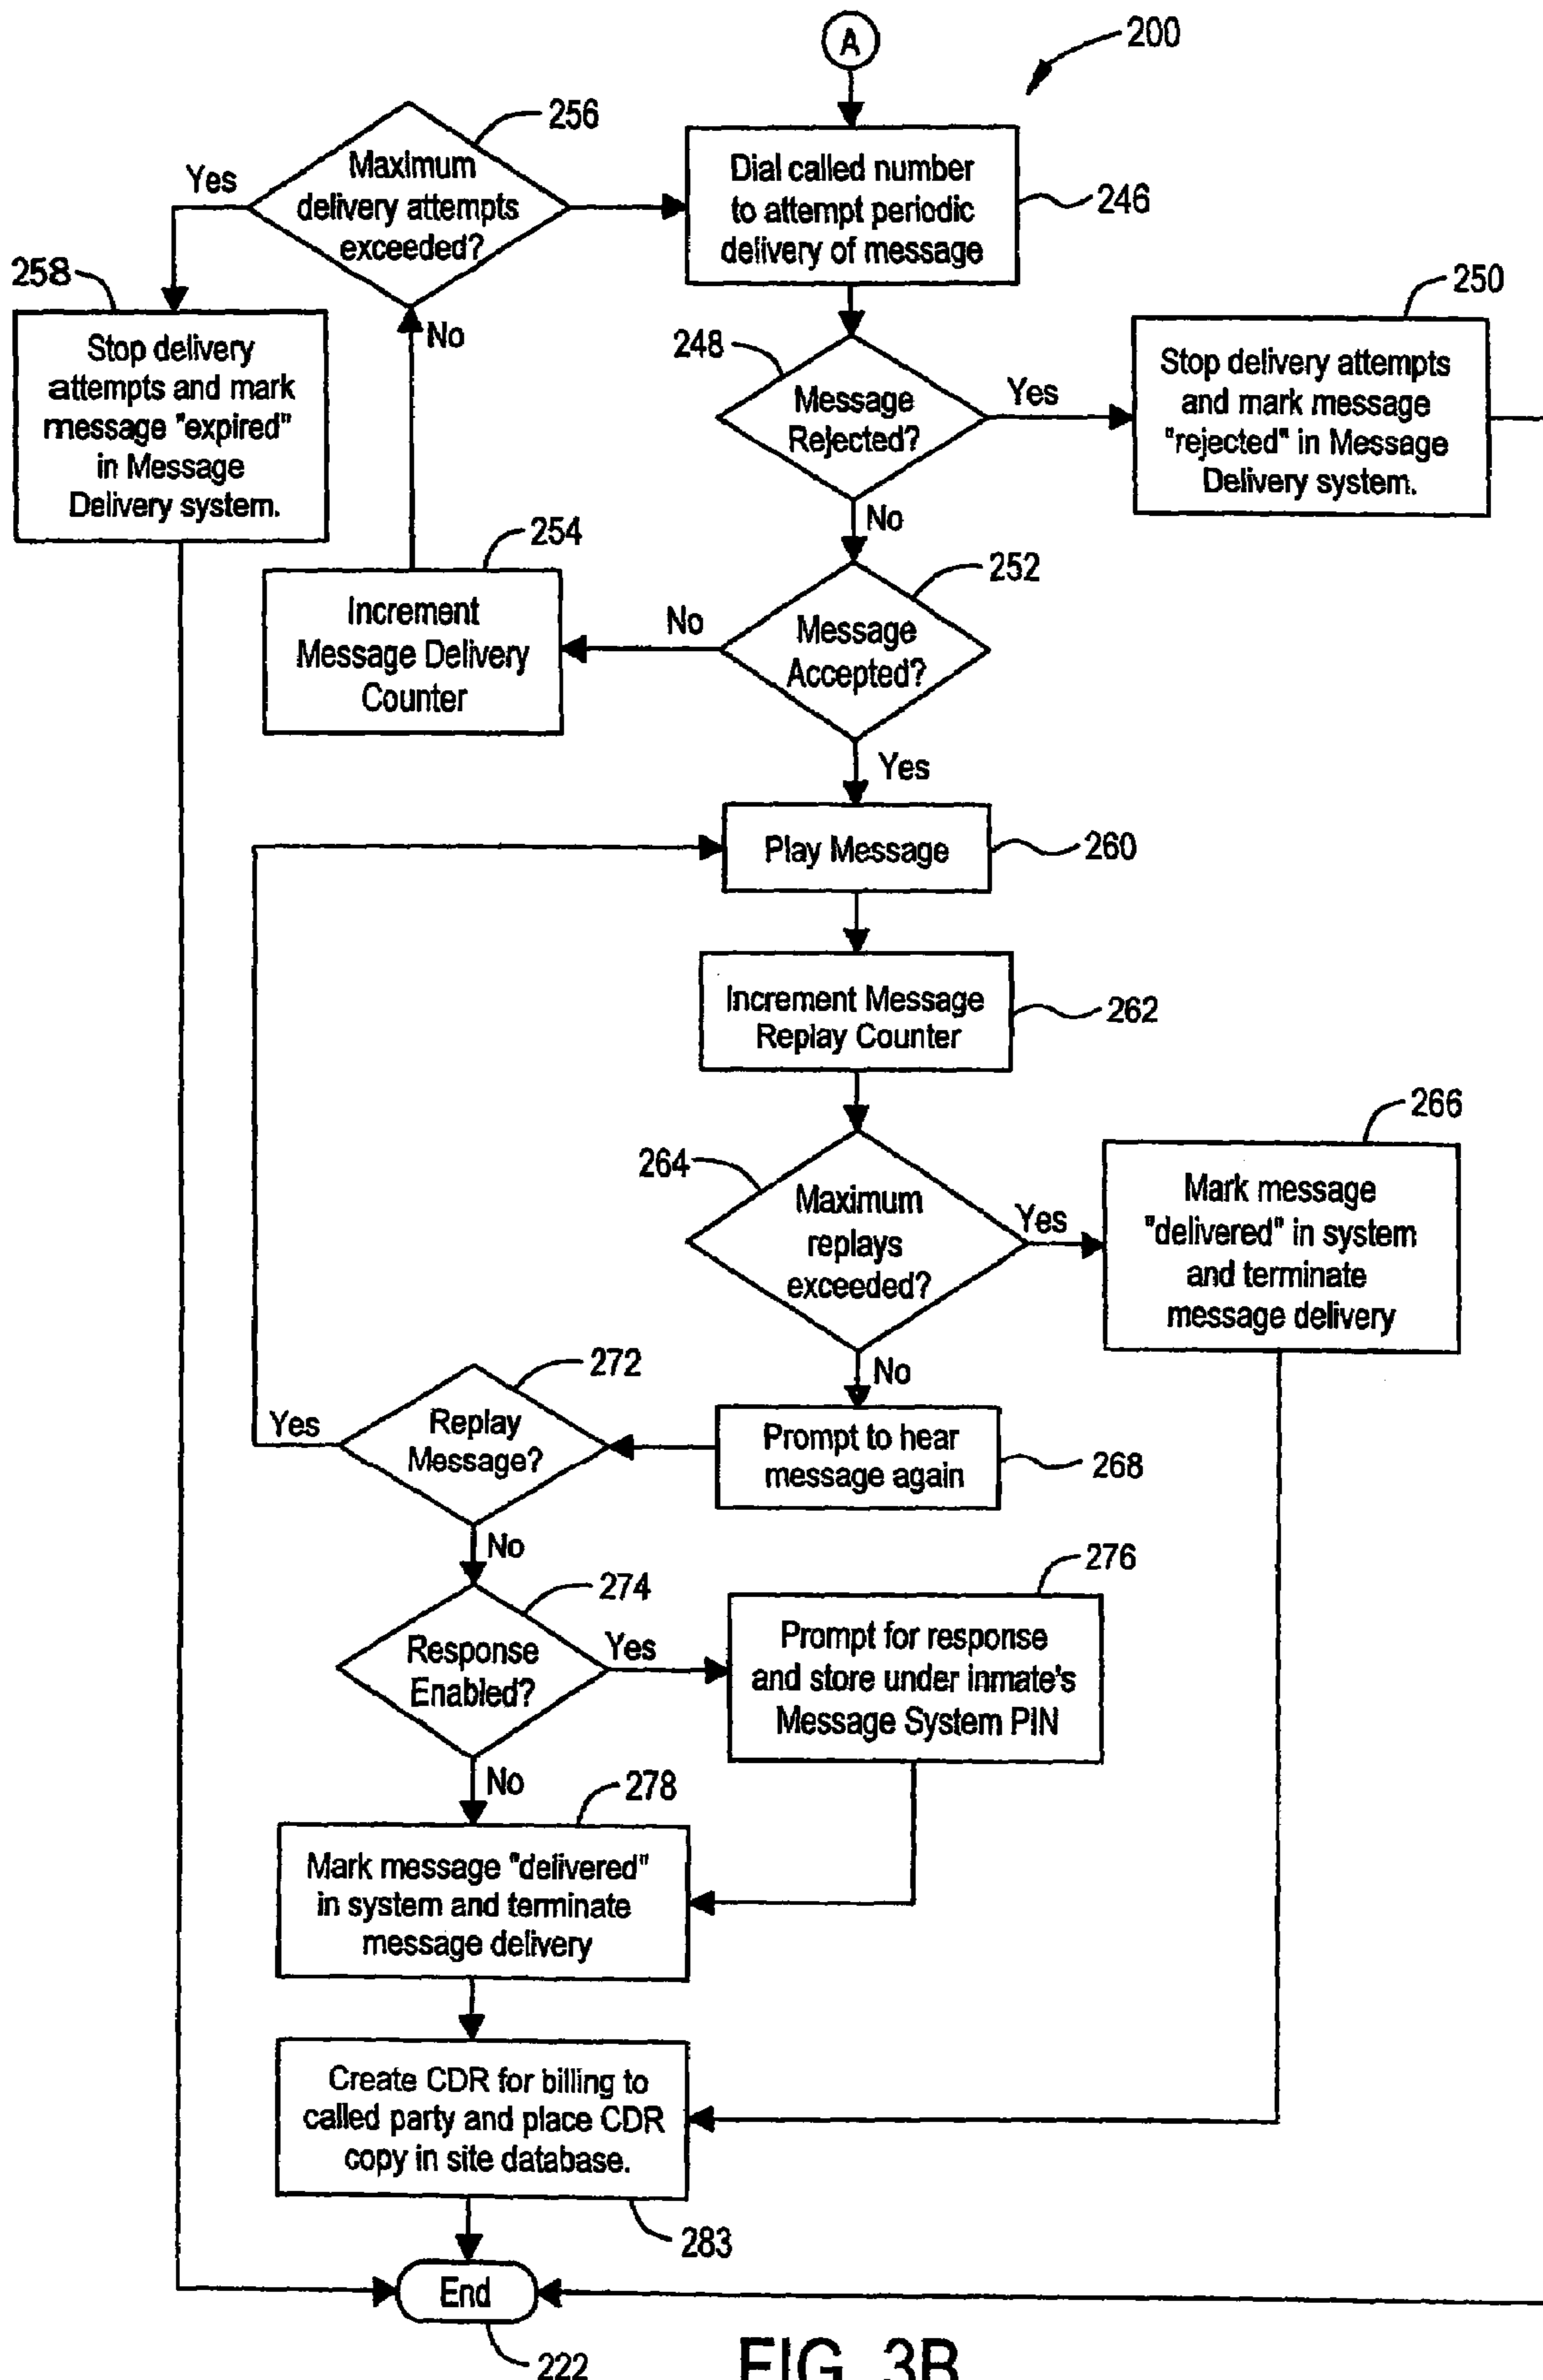 A
200
256
Maximum
delivery attempts
exceeded?
Yes
No
Dial called number
to attempt periodic
delivery of message
246
258
Stop delivery
attempts and mark
message "expired"
in Message
Delivery system.
248
Message
Rejected?
Yes
No
250
Stop delivery attempts
and mark message
"rejected" in Message
Delivery system.
254
Increment
Message Delivery
Counter
No
252
Message
Accepted?
Yes
Play Message
260
Increment Message
Replay Counter
262
264
Maximum
replays
exceeded?
Yes
No
266
Mark message
"delivered" in system
and terminate
message delivery
272
Replay
Message?
Yes
No
Prompt to hear
message again
268
274
Response
Enabled?
Yes
No
276
Prompt for response
and store under inmate's
Message System PIN
278
Mark message "delivered"
in system and terminate
message delivery
Create CDR for billing to
called party and place CDR
copy in site database.
283
End
222
FIG. 3B